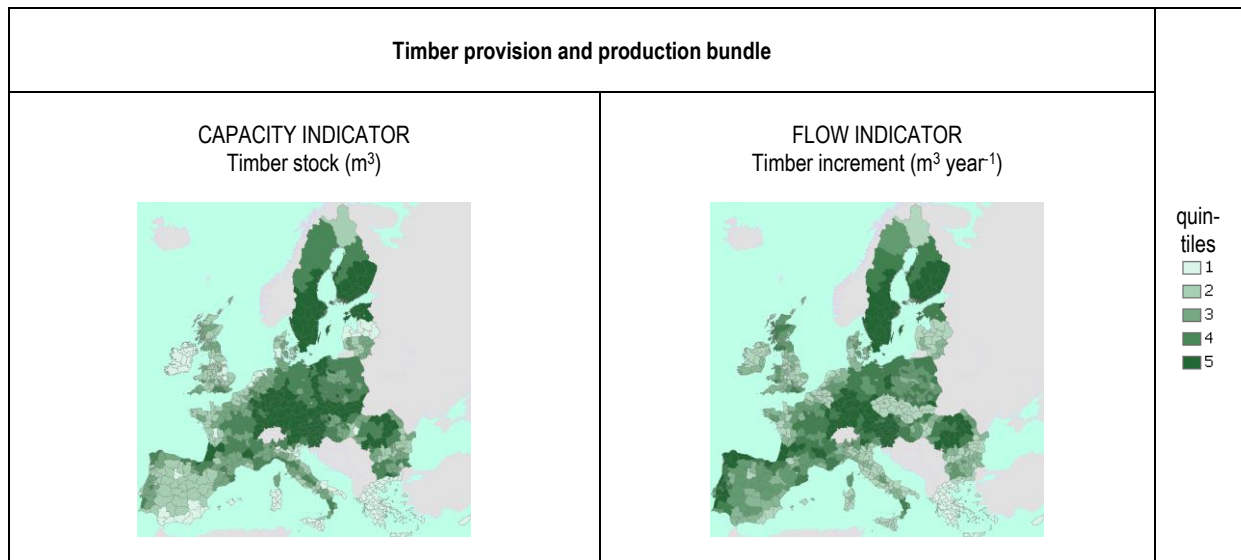 Timber provision and production bundle
CAPACITY INDICATOR
Timber stock (m³)
FLOW INDICATOR
Timber increment (m³ year⁻¹)
quin-
tiles
1
2
3
4
5